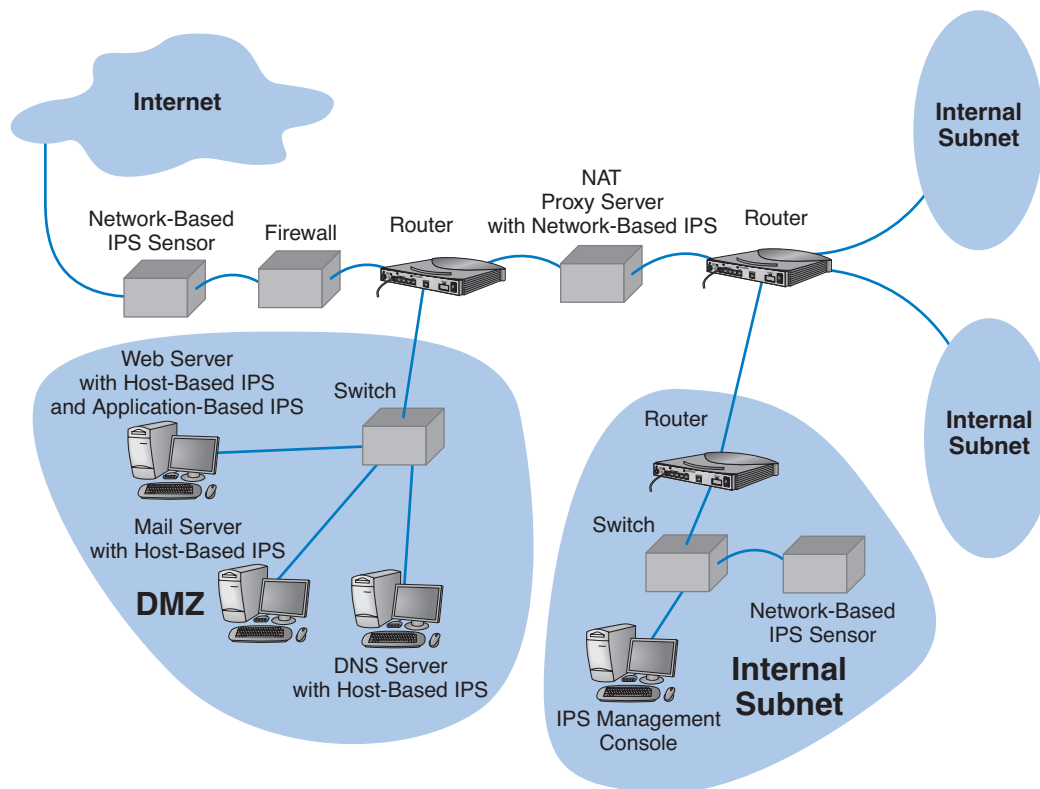 Internet
Internal
Subnet
NAT
Proxy Server
with Network-Based IPS
Network-Based
IPS Sensor
Firewall
Router
Router
Web Server
with Host-Based IPS
and Application-Based IPS
Switch
Internal
Subnet
Router
Mail Server
with Host-Based IPS
Switch
DMZ
Network-Based
IPS Sensor
DNS Server
with Host-Based IPS
Internal
Subnet
IPS Management
Console